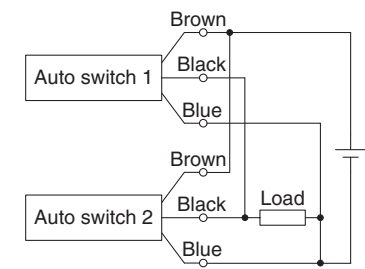 Brown
Black
Auto switch 1
Blue
Brown
Black
Load
Auto switch 2
Blue